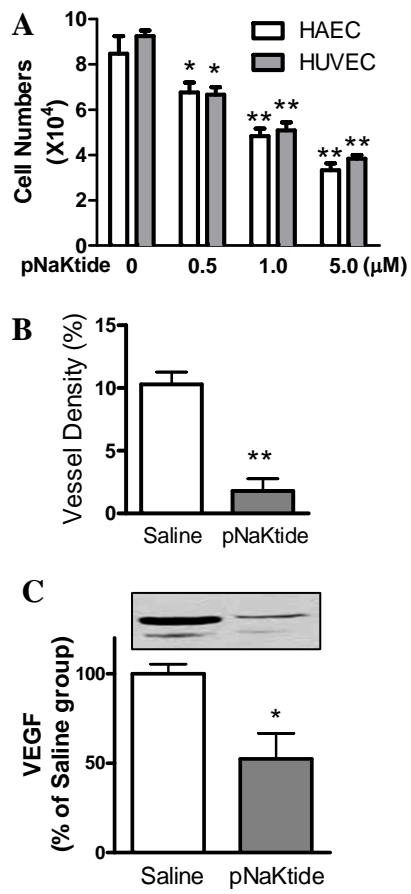 A
HAEC
HUVEC
Cell Numbers
(X10⁴)
10
8
6
4
2
0
* *
** **
** **
pNaKtide 0 0.5 1.0 5.0 (μM)
B
Vessel Density (%)
15
10
5
0
**
Saline pNaKtide
C
VEGF
(% of Saline group)
100
50
0
*
Saline pNaKtide